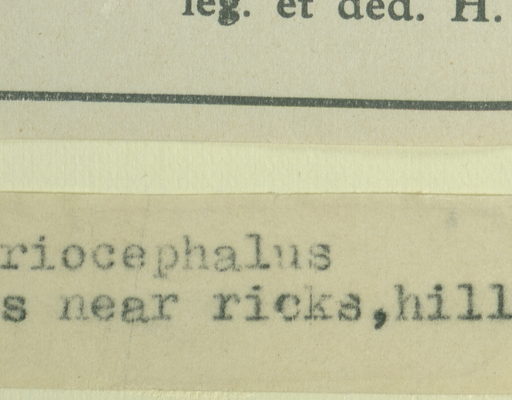 leg. et ded. H.
riocephalus
s near ricks,hill